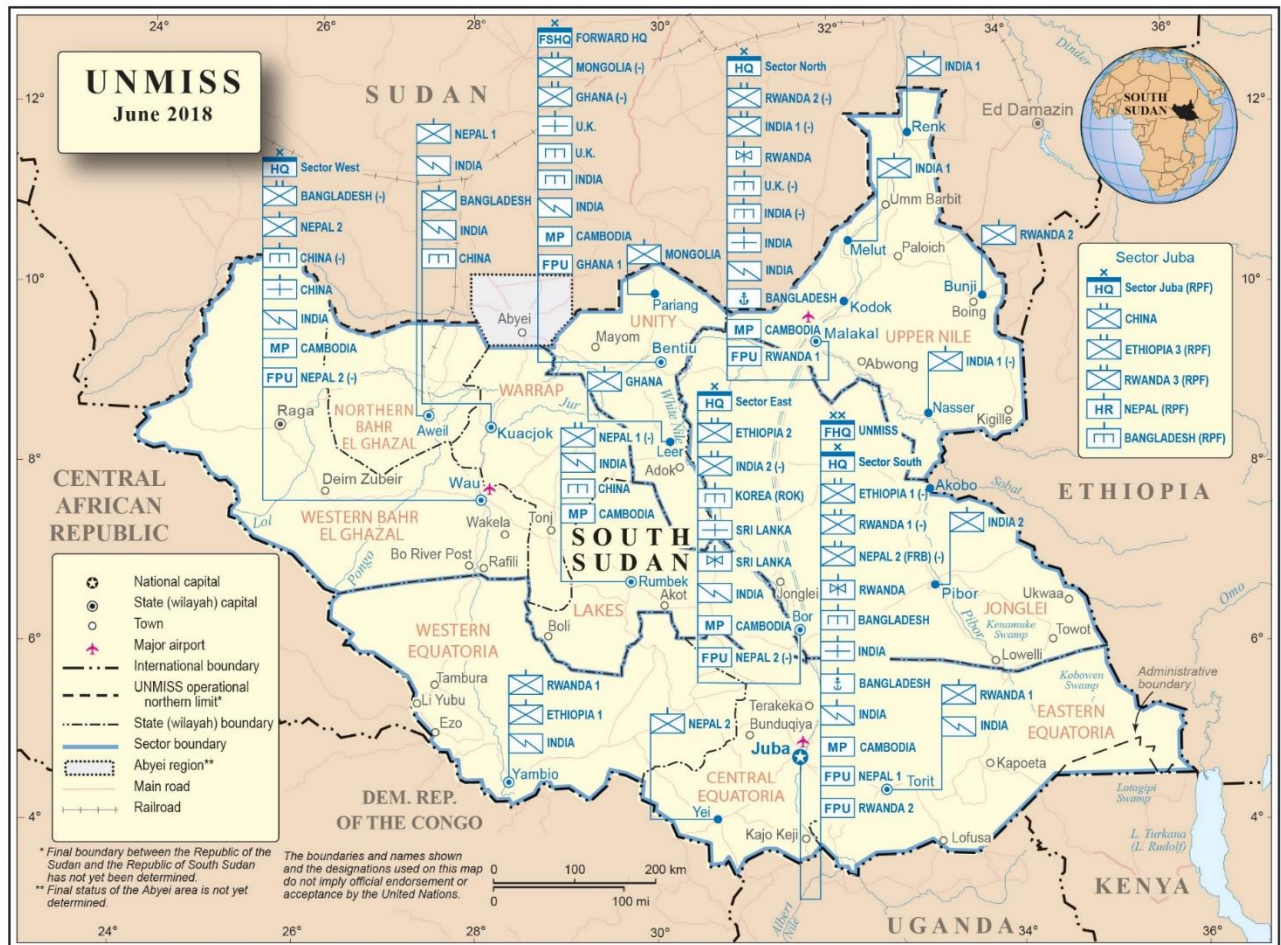 UNMISS
June 2018
24°
26°
28°
30°
32°
34°
36°
12°
10°
8°
6°
4°
12°
10°
8°
6°
4°
24°
26°
28°
30°
34°
36°
SUDAN
Dinder
Ed Damazin
SOUTH
SUDAN
HQ Sector West
BANGLADESH (-)
NEPAL 2
CHINA (-)
CHINA
INDIA
MP CAMBODIA
FPU NEPAL 2 (-)
NEPAL 1
INDIA
BANGLADESH
INDIA
CHINA
FSHQ FORWARD HQ
MONGOLIA (-)
GHANA (-)
U.K.
U.K.
INDIA
INDIA
MP CAMBODIA
FPU GHANA 1
MONGOLIA
HQ Sector North
RWANDA 2 (-)
INDIA 1 (-)
RWANDA
U.K. (-)
INDIA (-)
INDIA
INDIA
BANGLADESH
MP CAMBODIA
FPU RWANDA 1
INDIA 1
Renk
INDIA 1
Umm Barbit
Melut
Paloich
RWANDA 2
Bunji
Boing
Kodok
Malakal
UPPER NILE
Abwong
INDIA 1 (-)
Nasser
Kigille
Sector Juba
HQ Sector Juba (RPF)
CHINA
ETHIOPIA 3 (RPF)
RWANDA 3 (RPF)
HR NEPAL (RPF)
BANGLADESH (RPF)
Abyei
Pariang
UNITY
Mayom
Bentiu
WARRAP
Jur
White Nile
GHANA
Leer
Adok
NORTHERN
BAHR
EL GHAZAL
Raga
Aweil
Kuacjok
Deim Zubeir
Wau
Lol
WESTERN BAHR
EL GHAZAL
Pongo
Wakela
Tonj
Bo River Post
Rafili
NEPAL 1 (-)
INDIA
CHINA
MP CAMBODIA
SOUTH
SUDAN
Rumbek
LAKES
Akot
Boli
HQ Sector East
ETHIOPIA 2
INDIA 2 (-)
KOREA (ROK)
SRI LANKA
SRI LANKA
INDIA
MP CAMBODIA
FPU NEPAL 2 (-)
Jonglei
Bor
FHQ UNMISS
HQ Sector South
ETHIOPIA 1 (-)
RWANDA 1 (-)
NEPAL 2 (FRB) (-)
RWANDA
BANGLADESH
INDIA
BANGLADESH
INDIA
MP CAMBODIA
FPU NEPAL 1
FPU RWANDA 2
Akobo
Sobat
INDIA 2
Pibor
Pibor
JONGLEI
Kenamuke
Swamp
Ukwaa
Towot
Lowelli
Kobowen
Swamp
Administrative
boundary
EASTERN
EQUATORIA
RWANDA 1
INDIA
Torit
Kapoeta
Lofusa
Lotagipi
Swamp
L. Turkana
(L. Rudolf)
Omo
ETHIOPIA
KENYA
UGANDA
CENTRAL
AFRICAN
REPUBLIC
DEM. REP.
OF THE CONGO
WESTERN
EQUATORIA
Tambura
Li Yubu
Ezo
RWANDA 1
ETHIOPIA 1
INDIA
Yambio
NEPAL 2
Terakeka
Bunduqiya
Juba
CENTRAL
EQUATORIA
Yei
Kajo Keji
Albert
Nile
National capital
State (wilayah) capital
Town
Major airport
International boundary
UNMISS operational
northern limit*
State (wilayah) boundary
Sector boundary
Abyei region**
Main road
Railroad
* Final boundary between the Republic of the
Sudan and the Republic of South Sudan
has not yet been determined.
** Final status of the Abyei area is not yet
determined.
The boundaries and names shown
and the designations used on this map
do not imply official endorsement or
acceptance by the United Nations.
0 100 200 km
0 100 mi